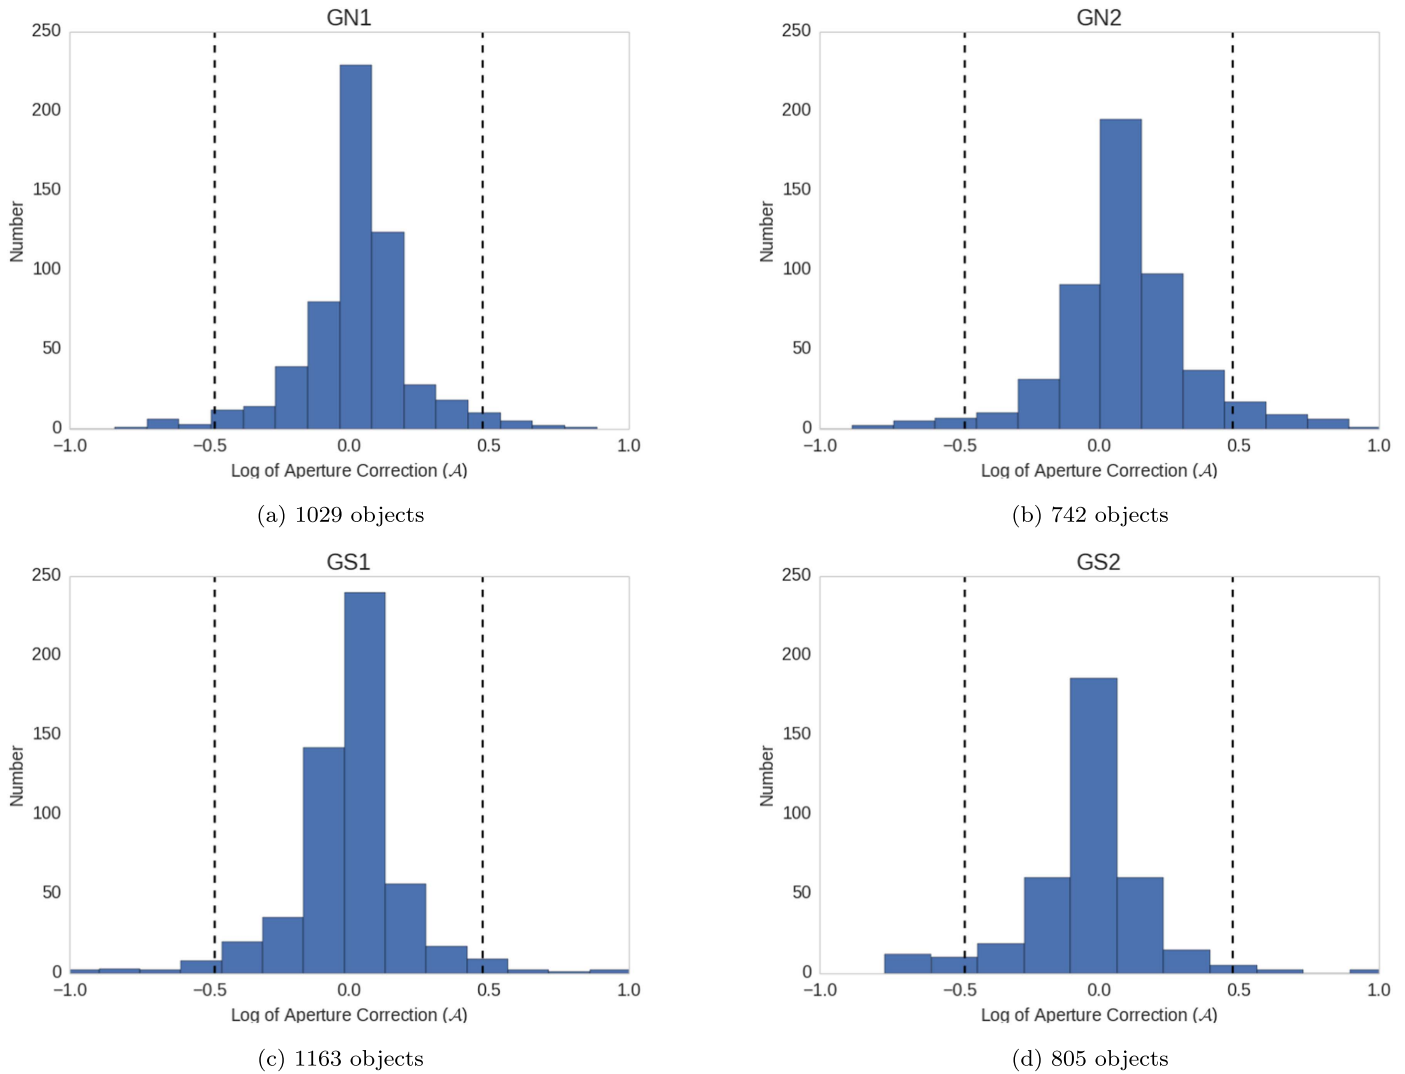 GN1
250
200
150
100
50
0
Number
−1.0 −0.5 0.0 0.5 1.0
Log of Aperture Correction (𝒜)
(a) 1029 objects
GN2
250
200
150
100
50
0
Number
−1.0 −0.5 0.0 0.5 1.0
Log of Aperture Correction (𝒜)
(b) 742 objects
GS1
250
200
150
100
50
0
Number
−1.0 −0.5 0.0 0.5 1.0
Log of Aperture Correction (𝒜)
(c) 1163 objects
GS2
250
200
150
100
50
0
Number
−1.0 −0.5 0.0 0.5 1.0
Log of Aperture Correction (𝒜)
(d) 805 objects